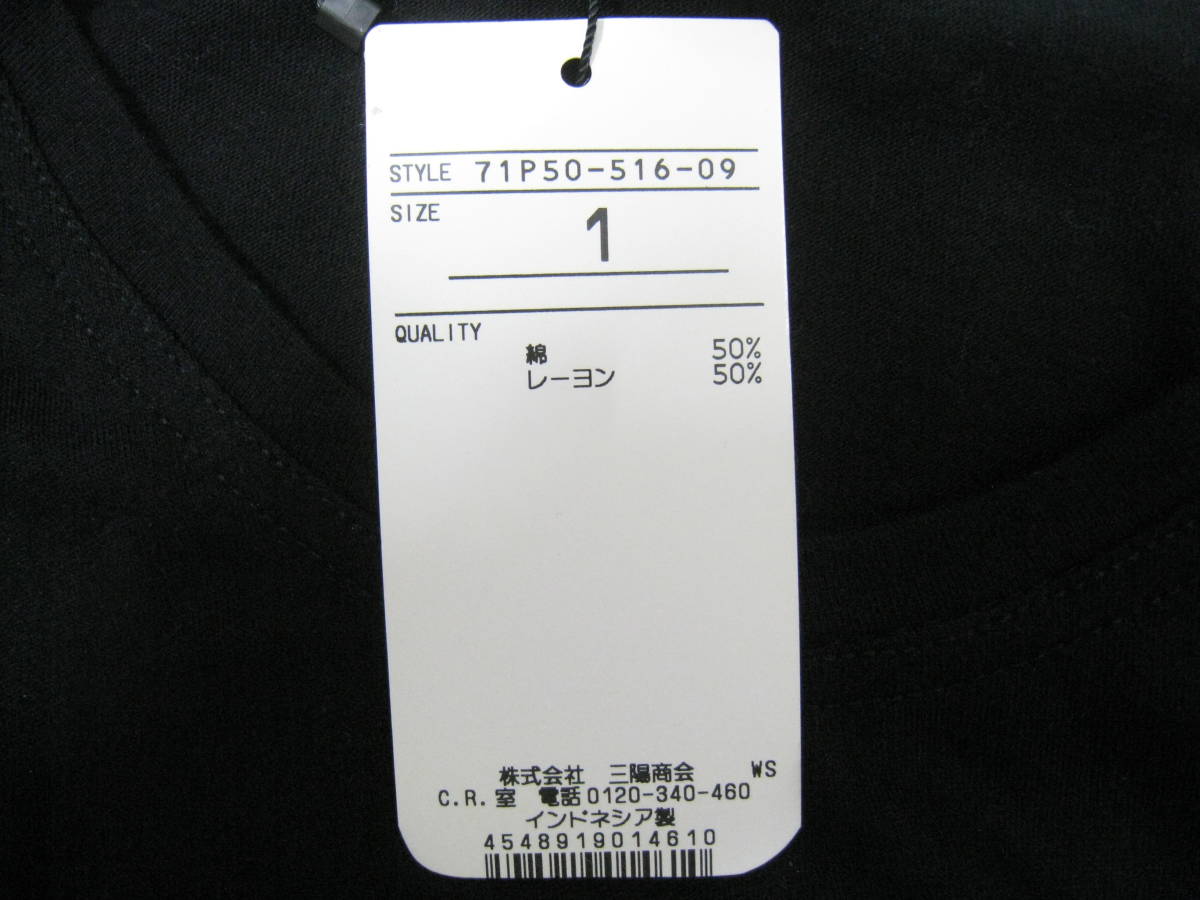 STYLE 71P50-516-09
SIZE 1
QUALITY
綿 50%
レーヨン 50%
株式会社 三陽商会 WS
C.R.室 電話0120-340-460
インドネシア製
4548919014610